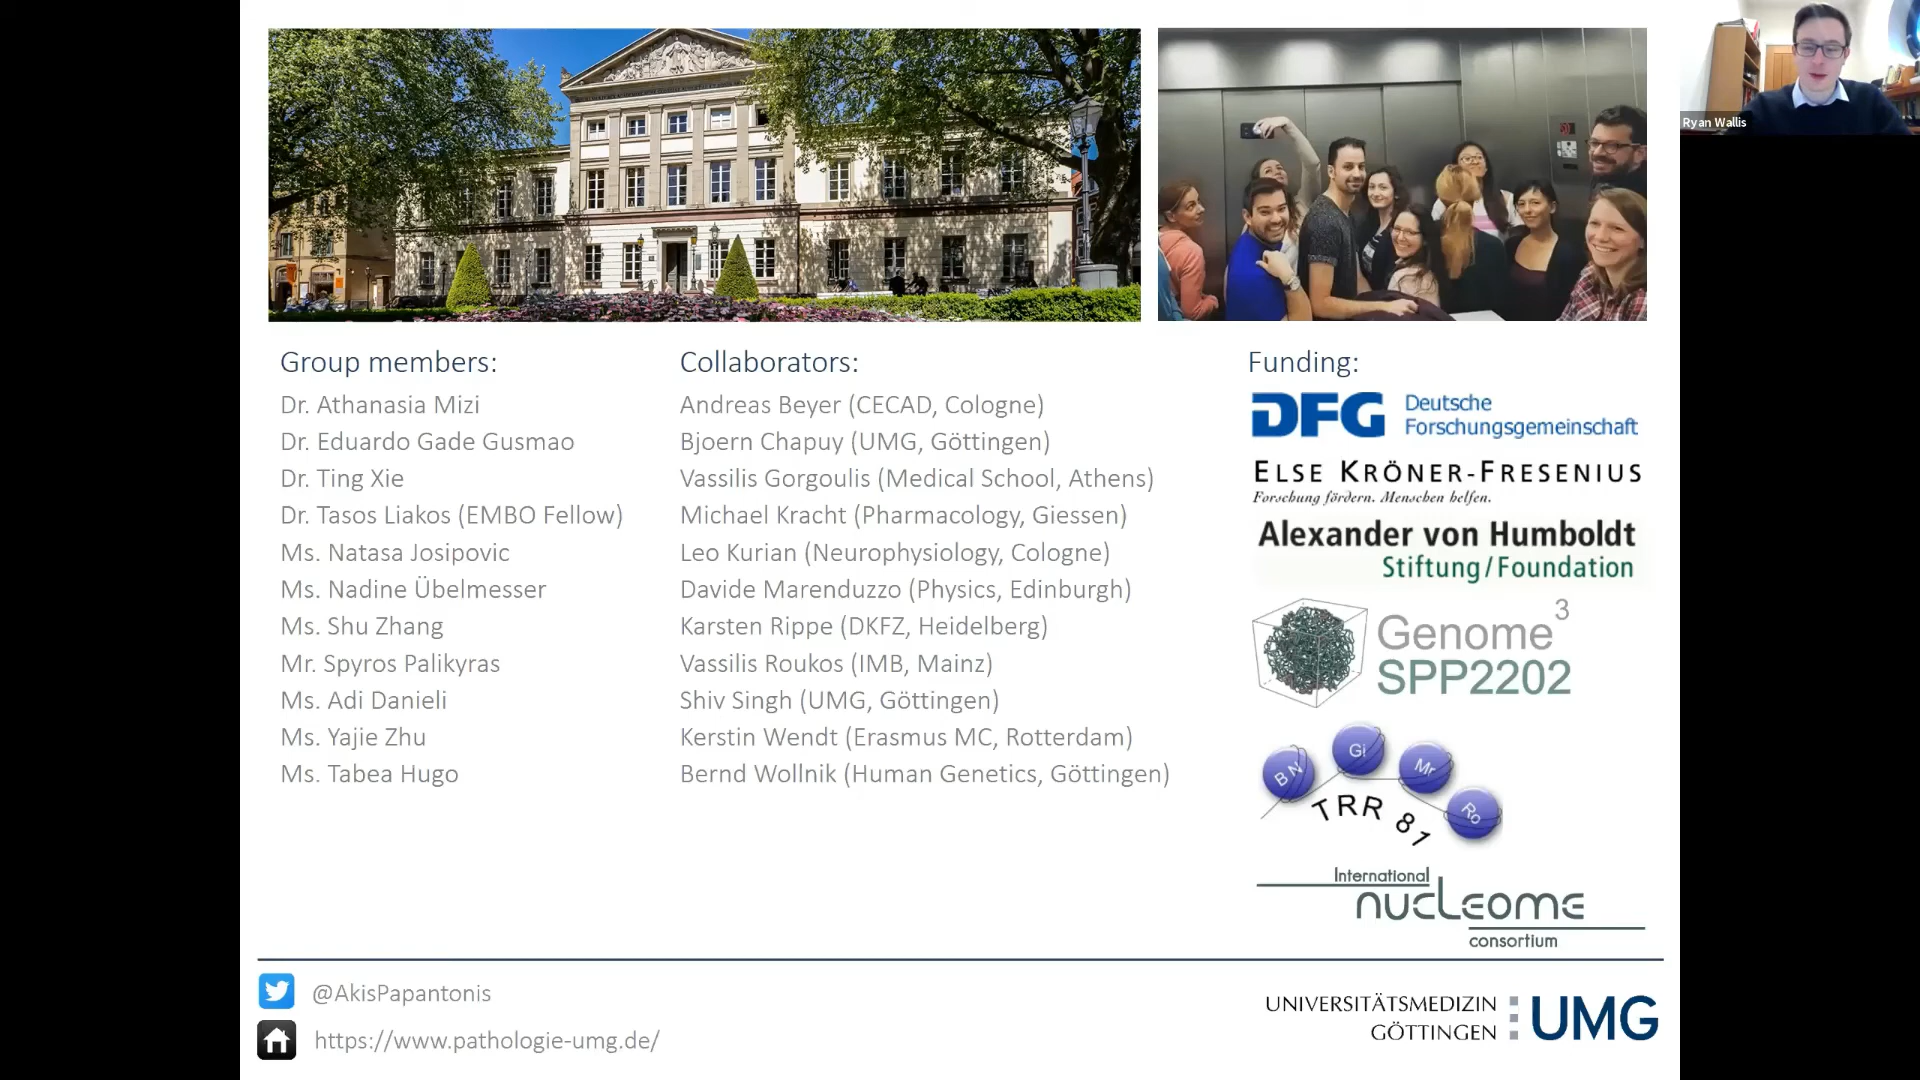 Ryan Wallis
Group members:
Dr. Athanasia Mizi
Dr. Eduardo Gade Gusmao
Dr. Ting Xie
Dr. Tasos Liakos (EMBO Fellow)
Ms. Natasa Josipovic
Ms. Nadine Übelmesser
Ms. Shu Zhang
Mr. Spyros Palikyras
Ms. Adi Danieli
Ms. Yajie Zhu
Ms. Tabea Hugo
Collaborators:
Andreas Beyer (CECAD, Cologne)
Bjoern Chapuy (UMG, Göttingen)
Vassilis Gorgoulis (Medical School, Athens)
Michael Kracht (Pharmacology, Giessen)
Leo Kurian (Neurophysiology, Cologne)
Davide Marenduzzo (Physics, Edinburgh)
Karsten Rippe (DKFZ, Heidelberg)
Vassilis Roukos (IMB, Mainz)
Shiv Singh (UMG, Göttingen)
Kerstin Wendt (Erasmus MC, Rotterdam)
Bernd Wollnik (Human Genetics, Göttingen)
Funding:
DFG Deutsche
Forschungsgemeinschaft
ELSE KRÖNER-FRESENIUS
Forschung fördern. Menschen helfen.
Alexander von Humboldt
Stiftung/Foundation
Genome3
SPP2202
BN Gi Mr Ro
TRR 81
International
nucleome
consortium
@AkisPapantonis
https://www.pathologie-umg.de/
UNIVERSITÄTSMEDIZIN
GÖTTINGEN
UMG